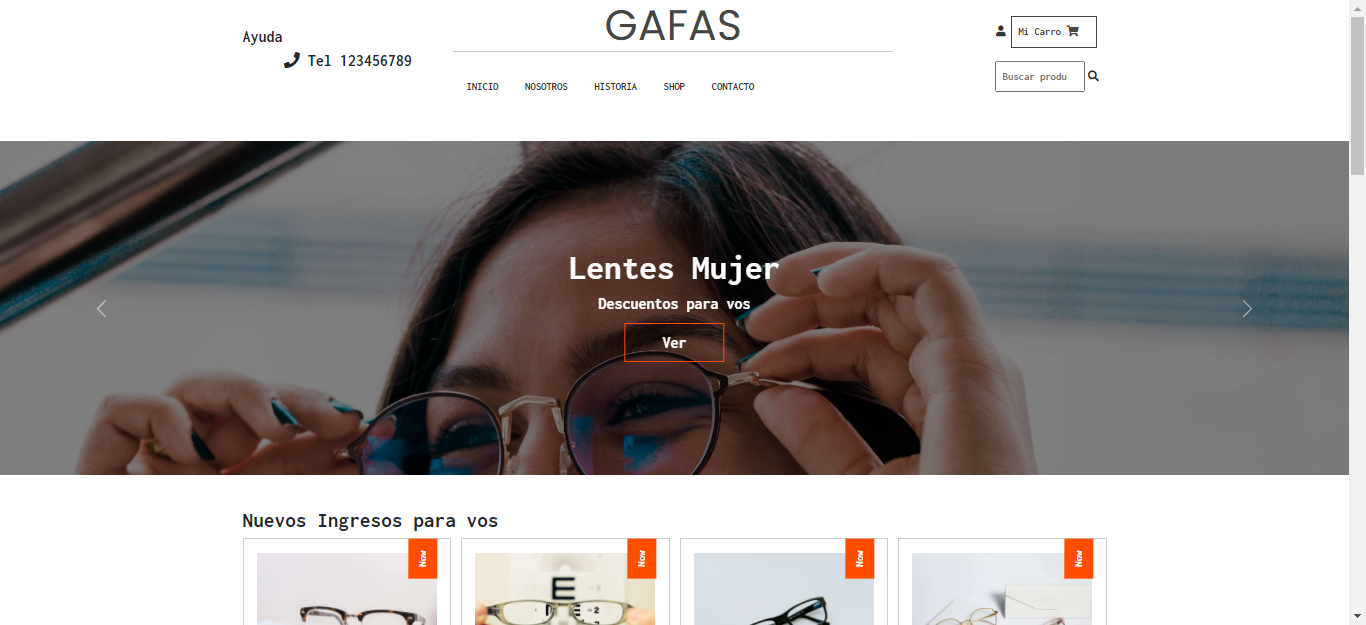 Ayuda
Tel 123456789
GAFAS
INICIO NOSOTROS HISTORIA SHOP CONTACTO
Mi Carro
Buscar produ
Lentes Mujer
Descuentos para vos
Ver
Nuevos Ingresos para vos
Now
Now
E
Now
Now